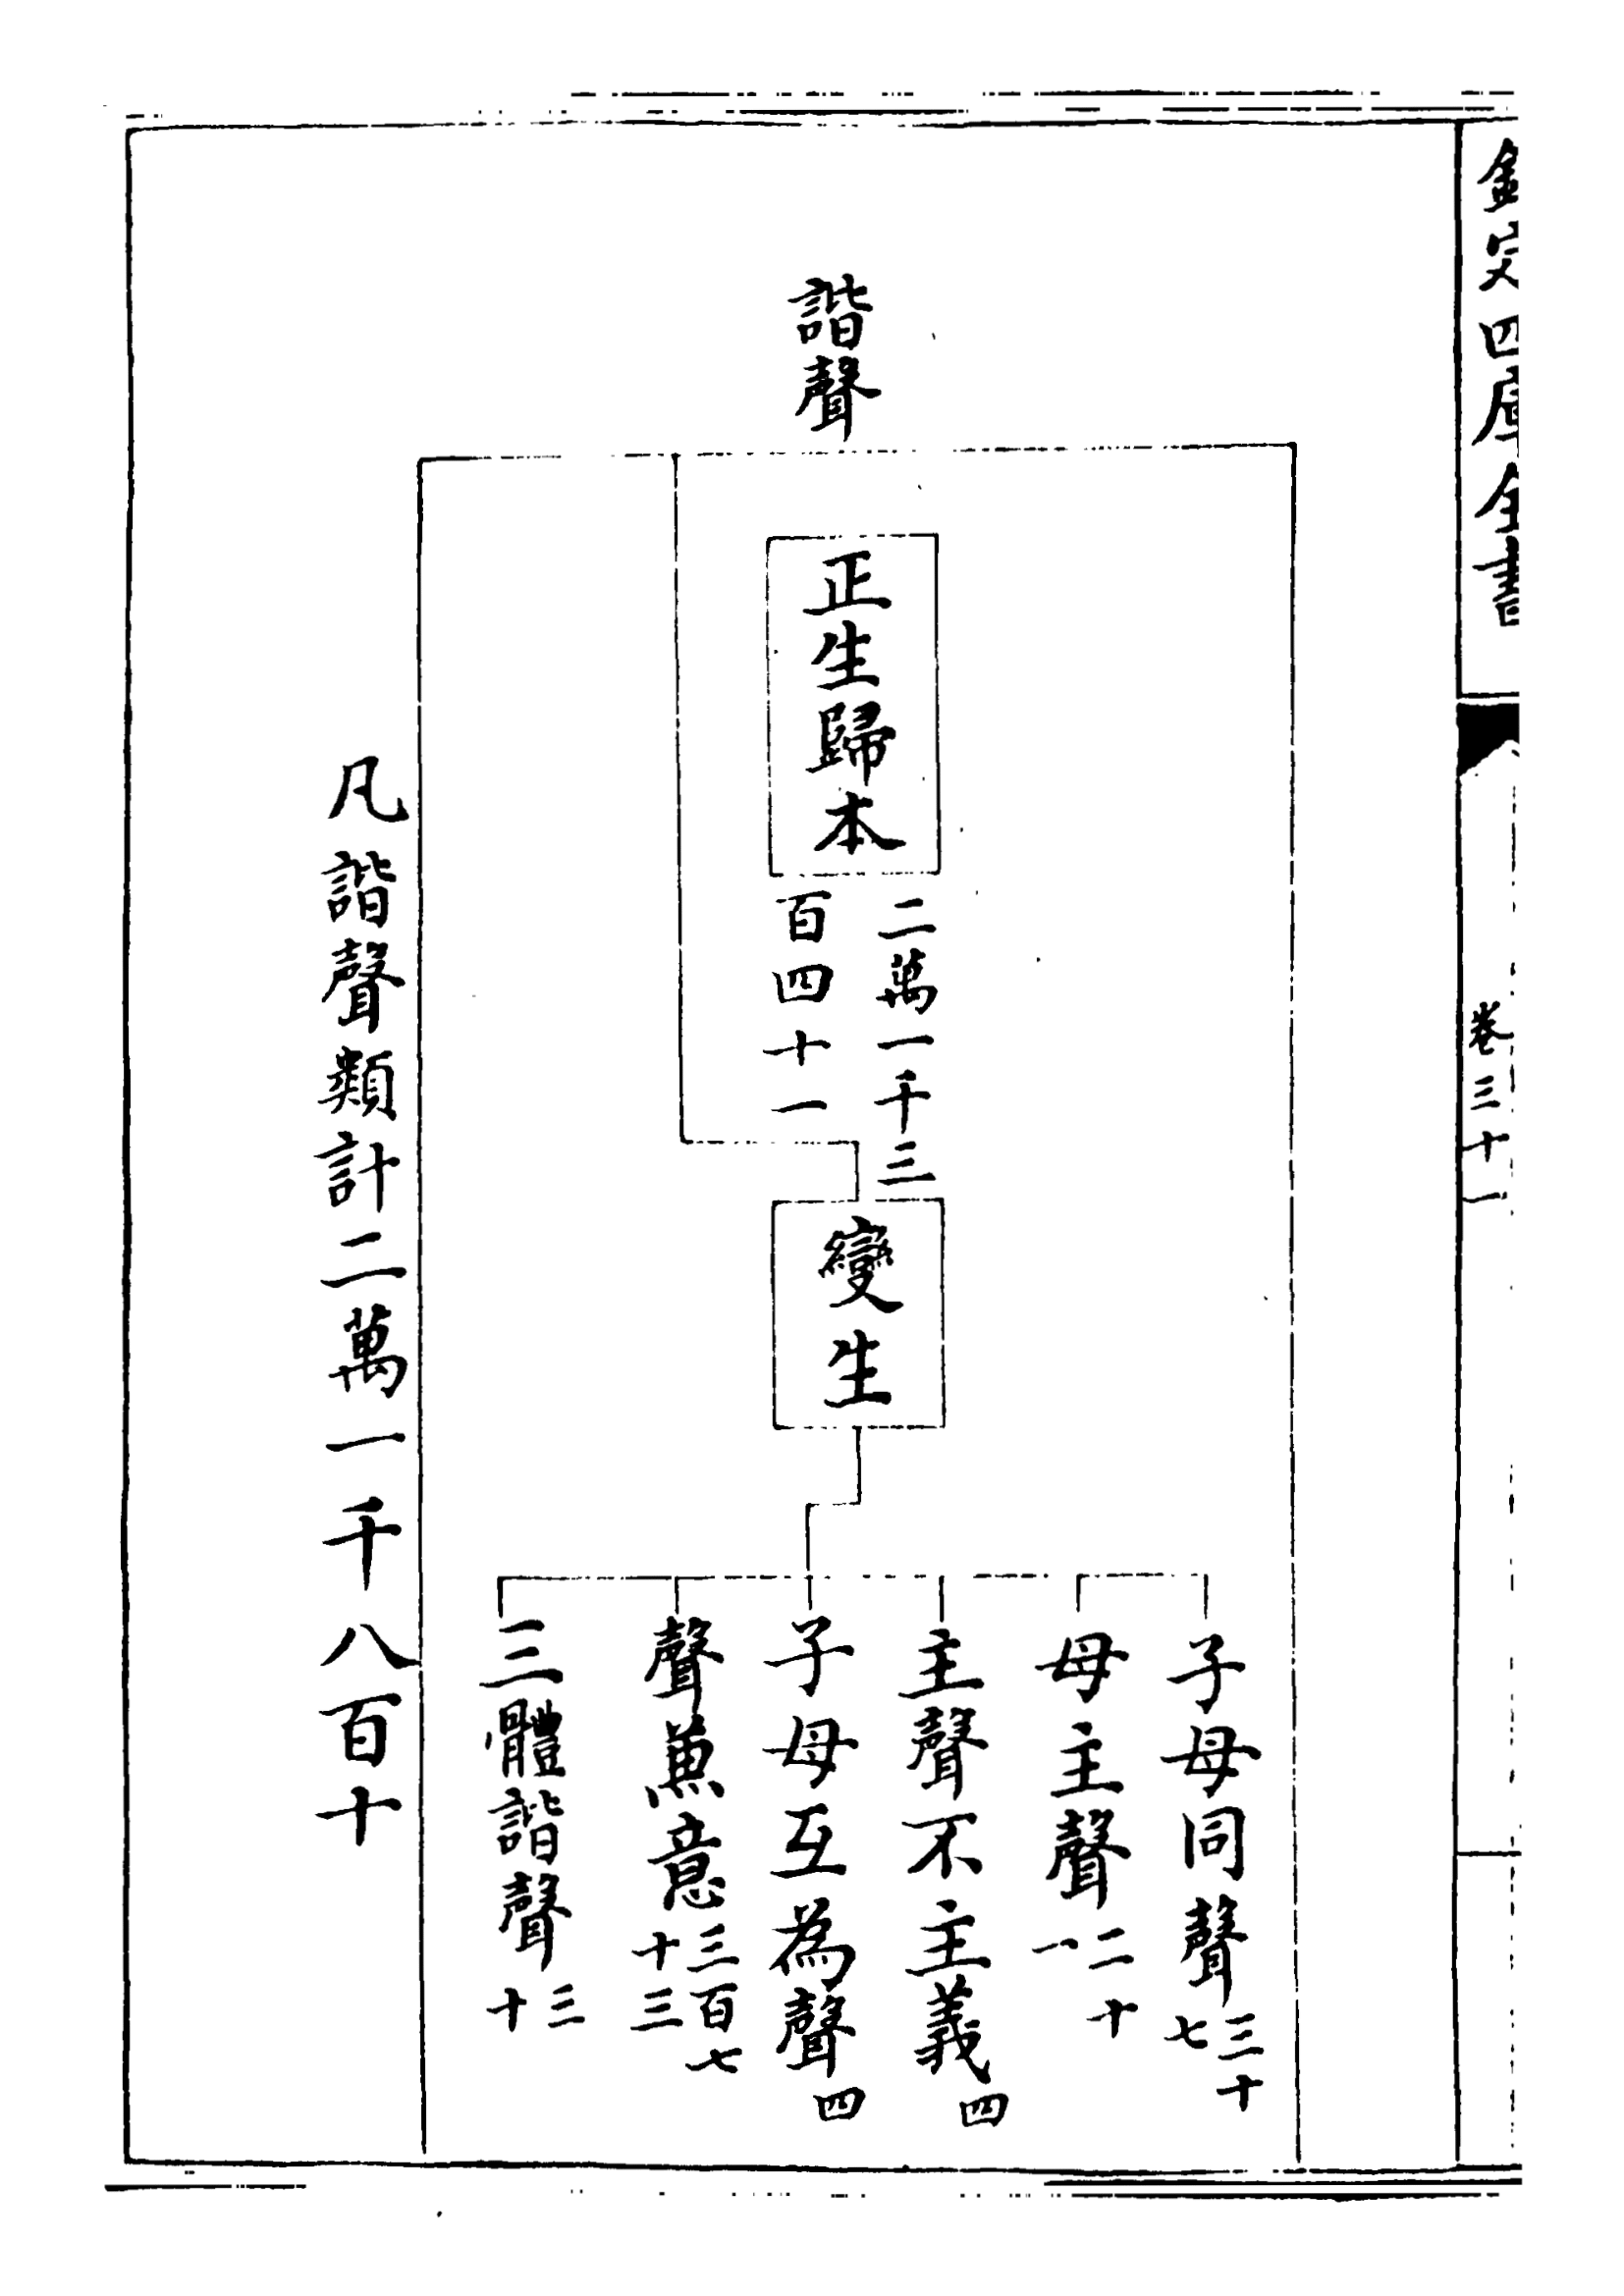 欽定四庫全書
卷三十一
諧聲
正生歸本
二萬一千三
百四十一
變生
子母同聲
三十
七
母主聲
二十
一
主聲不主義
四
子母互為聲
四
聲兼意
三百七
十三
三體諧聲
三
十
凡諧聲類計二萬一千八百十